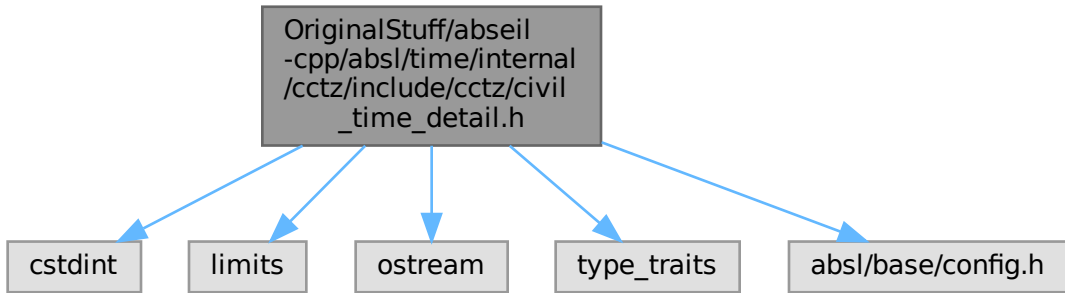 OriginalStuff/abseil
-cpp/absl/time/internal
/cctz/include/cctz/civil
_time_detail.h
cstdint
limits
ostream
type_traits
absl/base/config.h